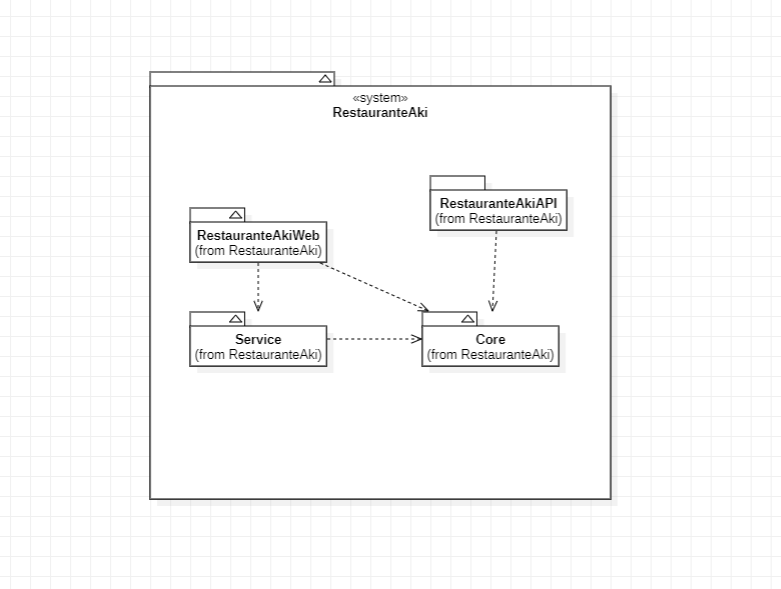 «system»
RestauranteAki
RestauranteAkiAPI
(from RestauranteAki)
RestauranteAkiWeb
(from RestauranteAki)
Service
(from RestauranteAki)
Core
(from RestauranteAki)